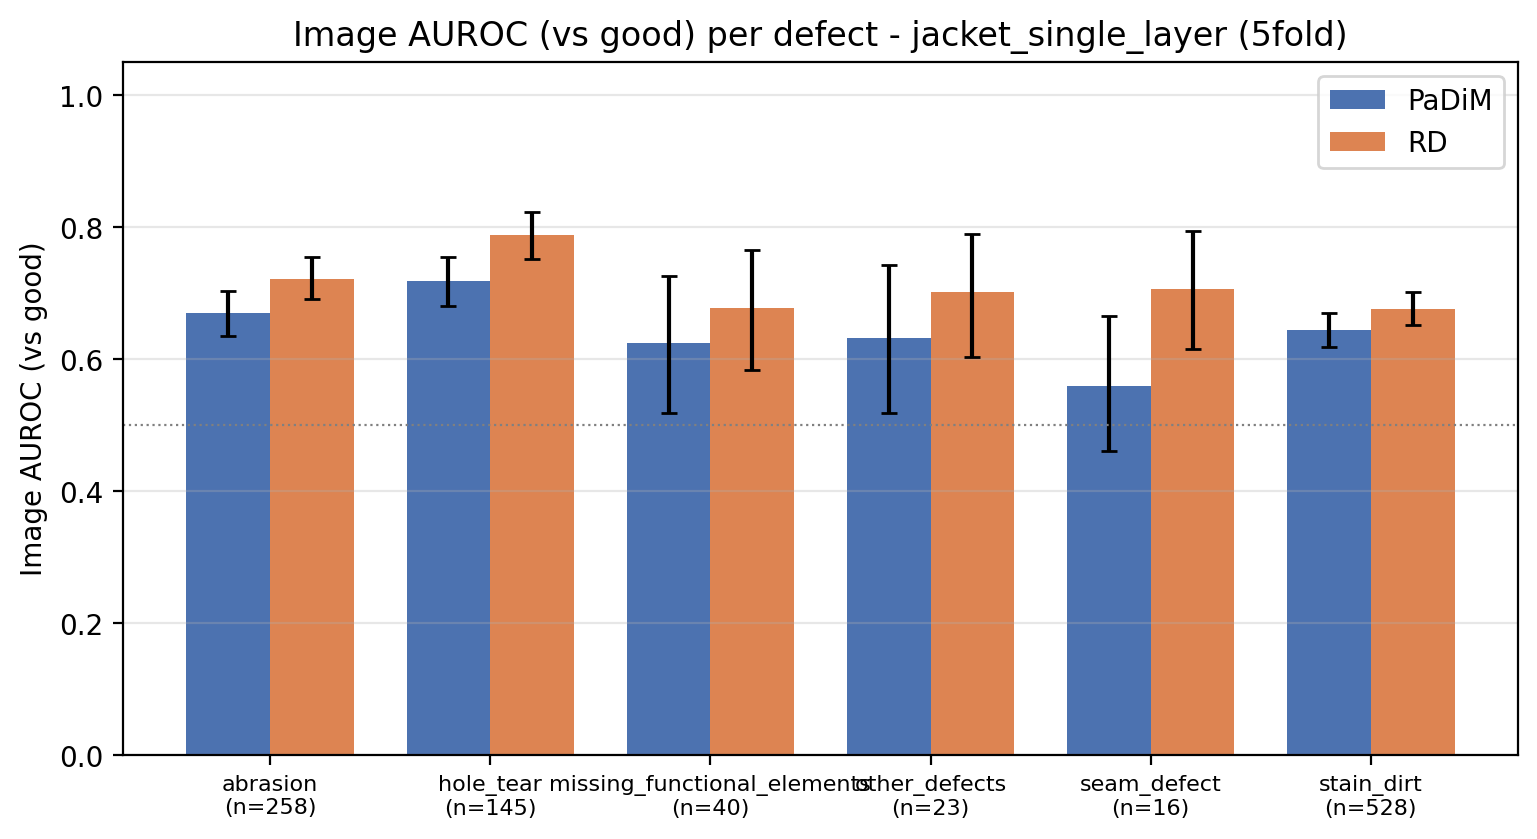 Image AUROC (vs good) per defect - jacket_single_layer (5fold)
PaDiM
RD
Image AUROC (vs good)
1.0
0.8
0.6
0.4
0.2
0.0
abrasion
(n=258)
hole_tear
(n=145)
missing_functional_elements
(n=40)
other_defects
(n=23)
seam_defect
(n=16)
stain_dirt
(n=528)